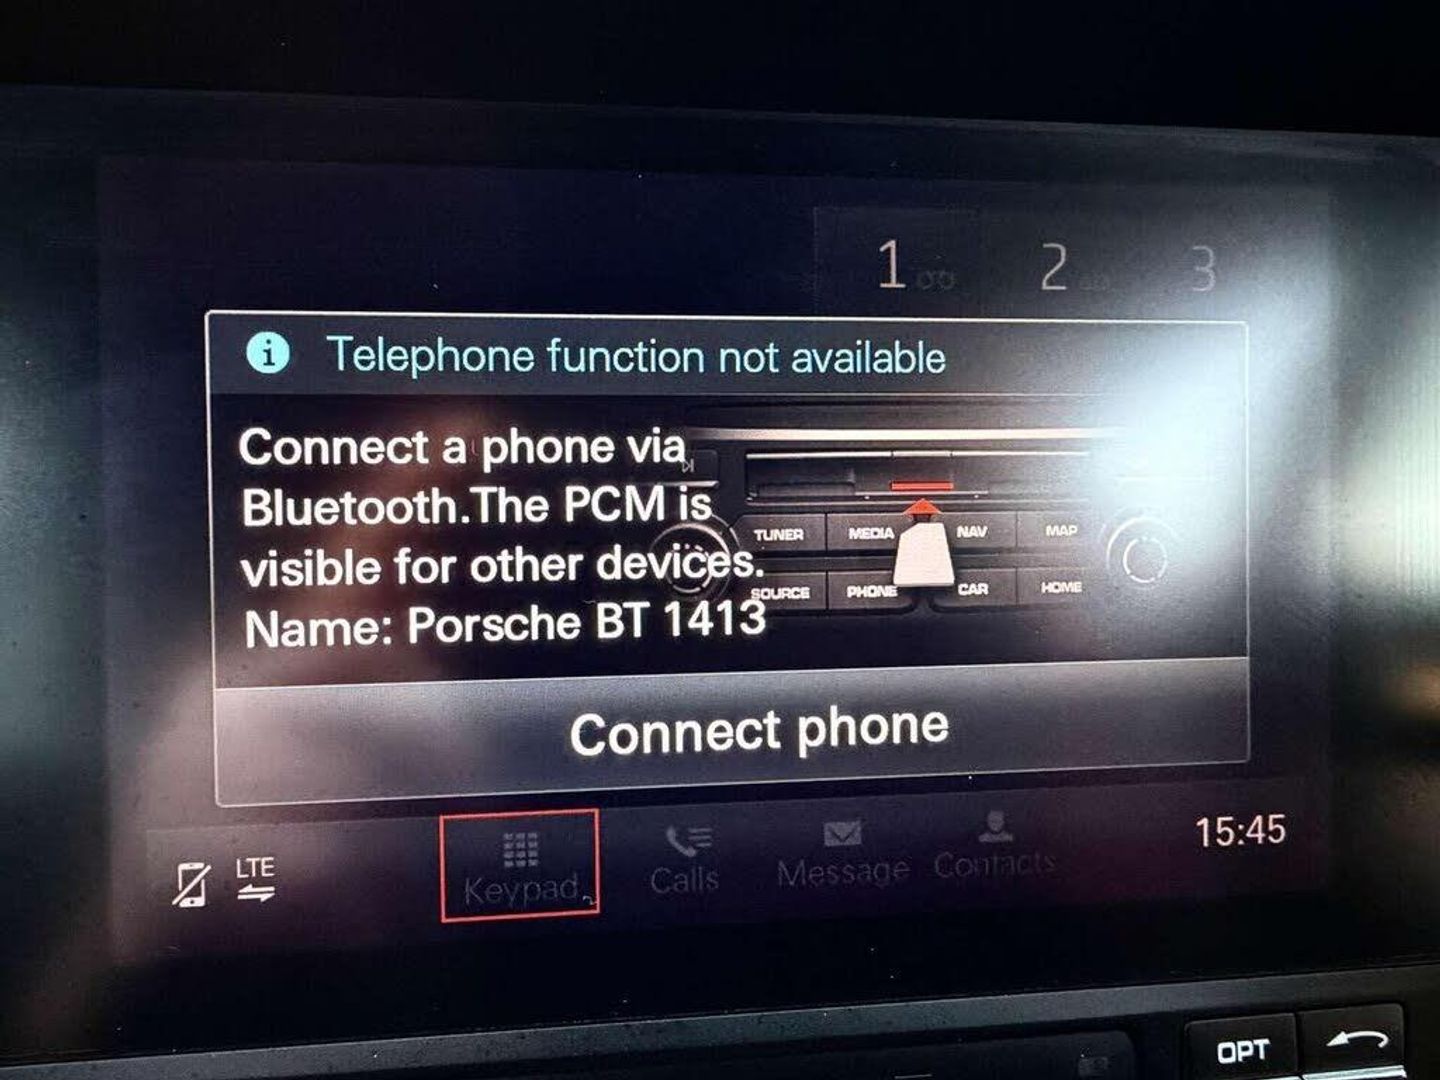 1 oo 2 oo 3
Telephone function not available
Connect a phone via
Bluetooth.The PCM is
visible for other devices.
Name: Porsche BT 1413
TUNER MEDIA NAV MAP
SOURCE PHONE CAR HOME
Connect phone
LTE
Keypad Calls Message Contacts
15:45
OPT